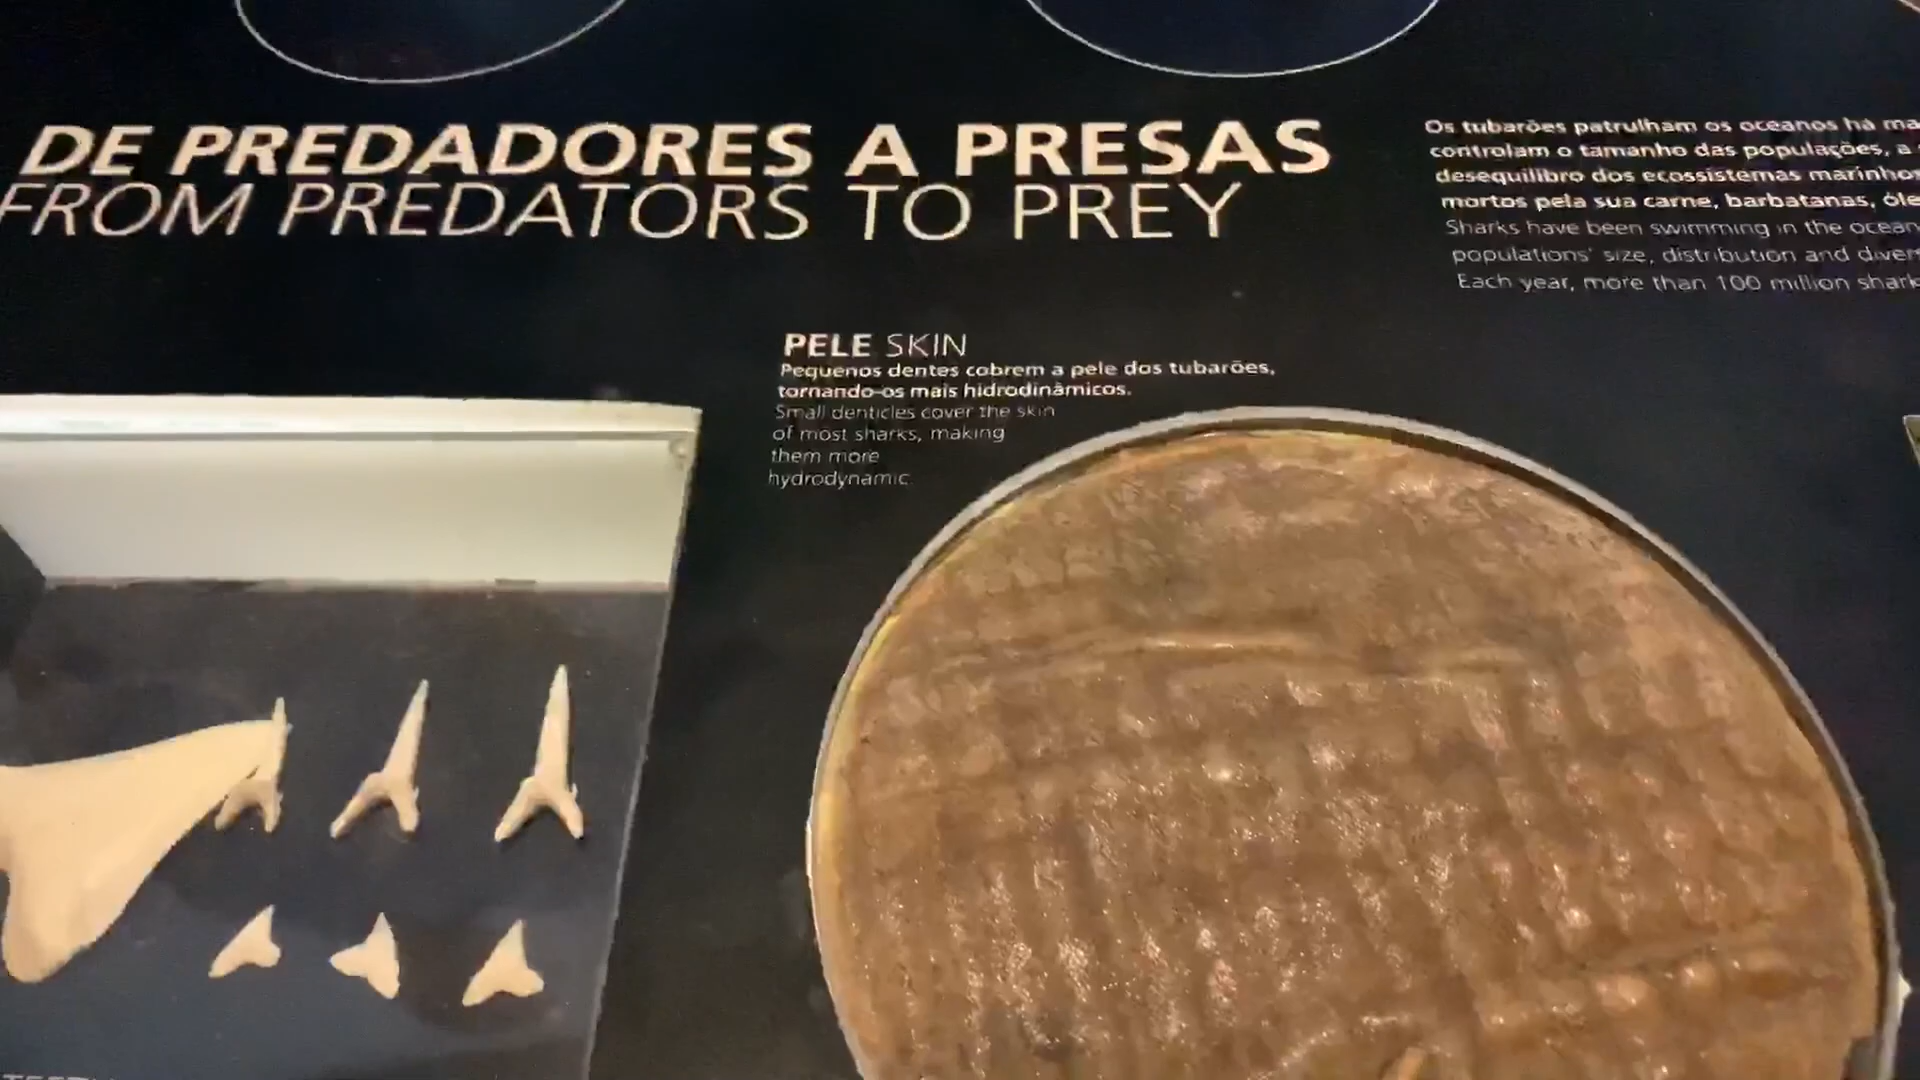 DE PREDADORES A PRESAS
FROM PREDATORS TO PREY
Os tubarões patrulham os oceanos há
controlam o tamanho das populações, a
desequilibro dos ecossistemas marinhos
mortos pela sua carne, barbatanas,
Sharks have been swimming in the
populations' size, distribution and
Each year, more than 100 million
PELE SKIN
Pequenos dentes cobrem a pele dos tubarões,
tornando-os mais hidrodinâmicos.
Small denticles cover the skin
of most sharks, making
them more
hydrodynamic.